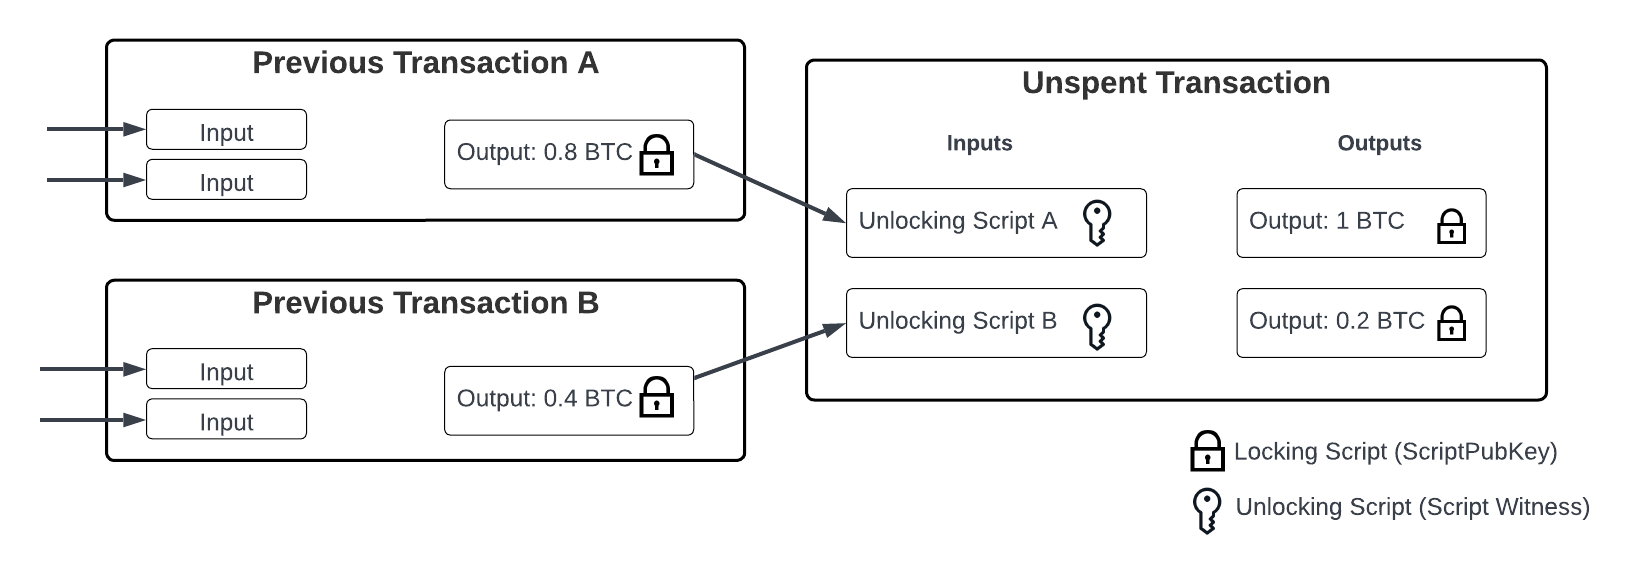 Previous Transaction A
Input
Input
Output: 0.8 BTC
Previous Transaction B
Input
Input
Output: 0.4 BTC
Unspent Transaction
Inputs
Outputs
Unlocking Script A
Output: 1 BTC
Unlocking Script B
Output: 0.2 BTC
Locking Script (ScriptPubKey)
Unlocking Script (Script Witness)